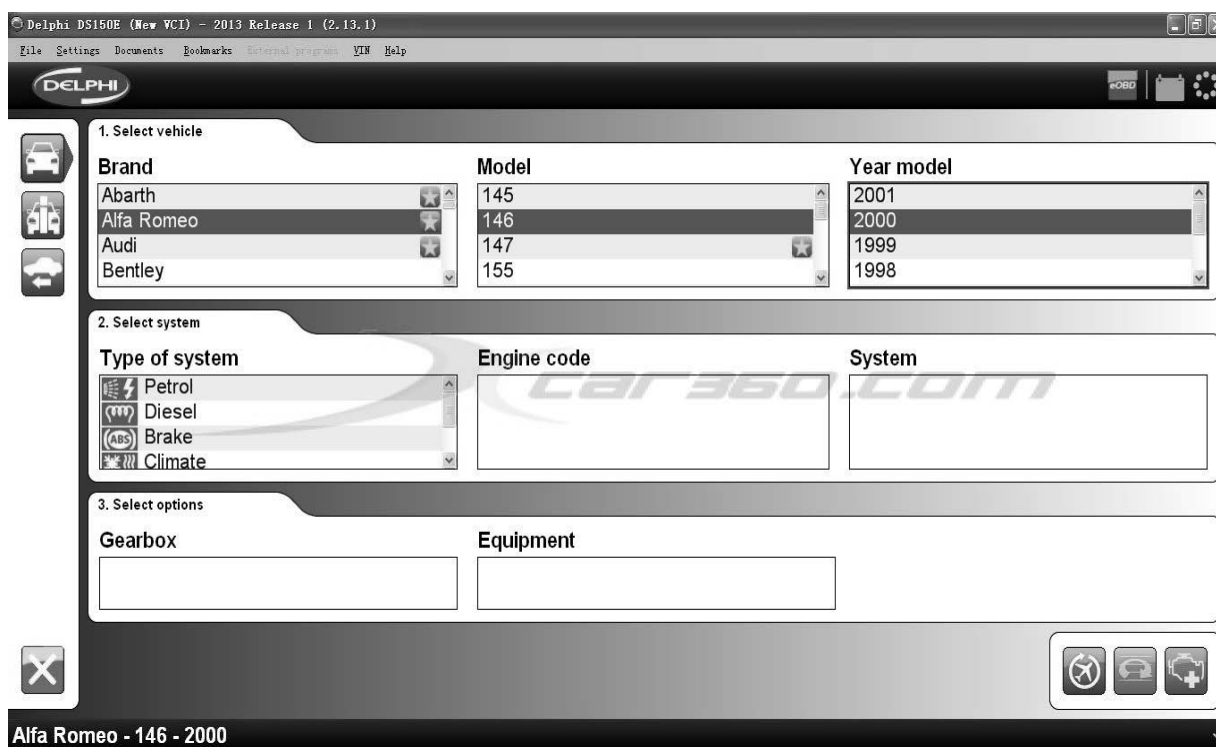 Delphi DS150E (New VCI) - 2013 Release 1 (2.13.1)
File Settings Documents Bookmarks External programs VIN Help
DELPHI
eOBD
1. Select vehicle
Brand Model Year model
Abarth 145 2001
Alfa Romeo 146 2000
Audi 147 1999
Bentley 155 1998
2. Select system
Type of system Engine code System
Petrol
Diesel
ABS Brake
Climate
car360.com
3. Select options
Gearbox Equipment
Alfa Romeo - 146 - 2000